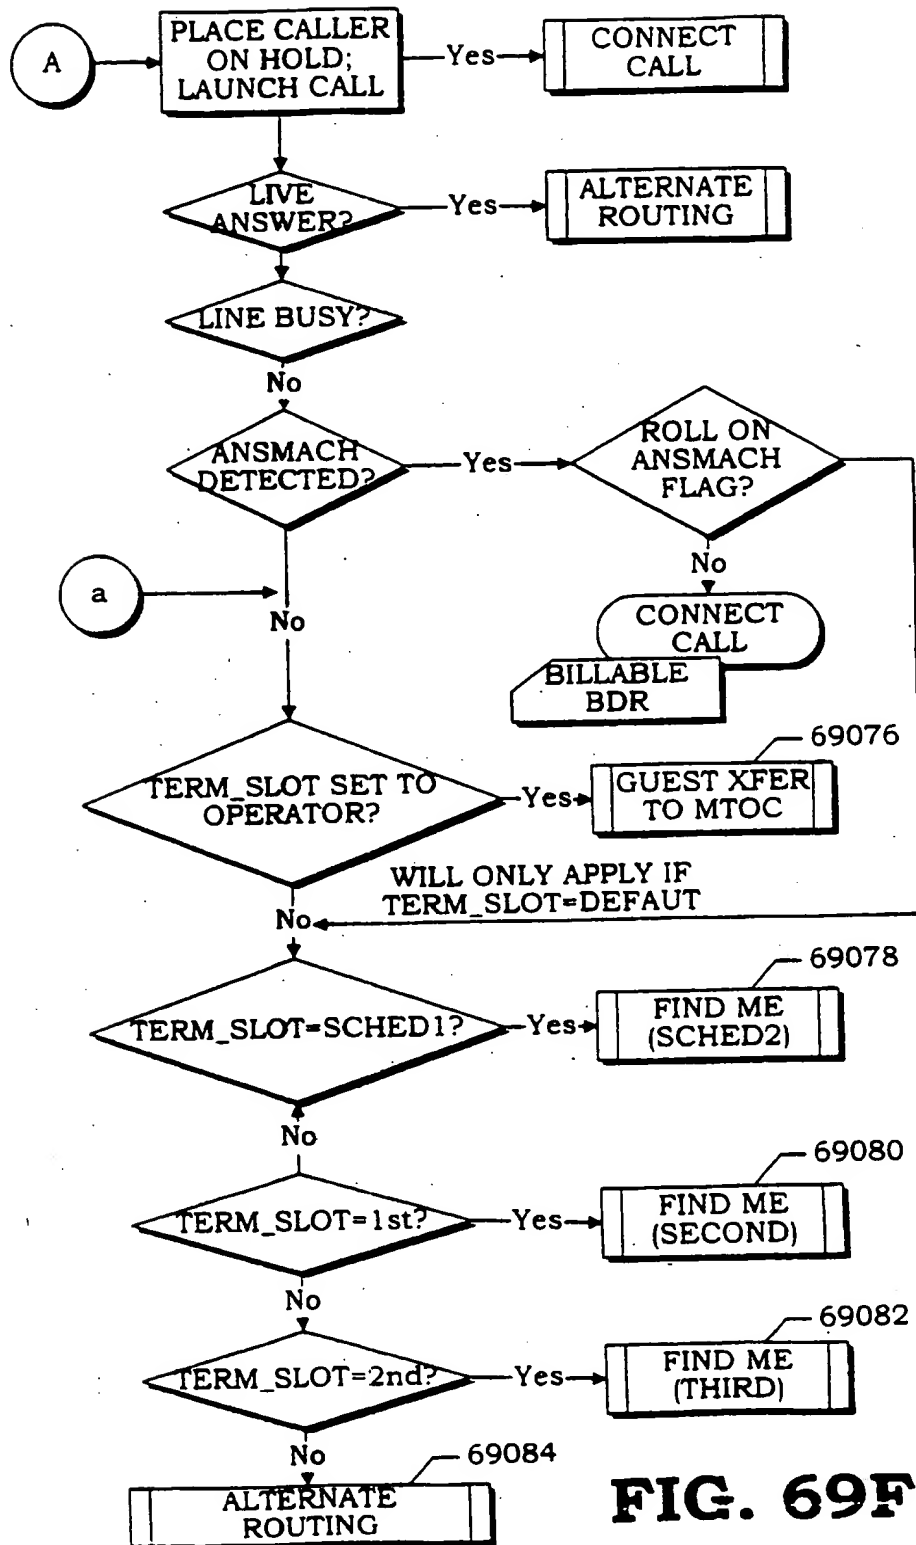 A
PLACE CALLER
ON HOLD;
LAUNCH CALL
Yes
CONNECT
CALL
LIVE
ANSWER?
Yes
ALTERNATE
ROUTING
LINE BUSY?
No
ANSMACH
DETECTED?
Yes
ROLL ON
ANSMACH
FLAG?
No
CONNECT
CALL
BILLABLE
BDR
a
No
69076
TERM_SLOT SET TO
OPERATOR?
Yes
GUEST XFER
TO MTOC
WILL ONLY APPLY IF
TERM_SLOT=DEFAUT
No
69078
TERM_SLOT=SCHED1?
Yes
FIND ME
(SCHED2)
No
69080
TERM_SLOT=1st?
Yes
FIND ME
(SECOND)
No
69082
TERM_SLOT=2nd?
Yes
FIND ME
(THIRD)
No
69084
ALTERNATE
ROUTING
FIG. 69F